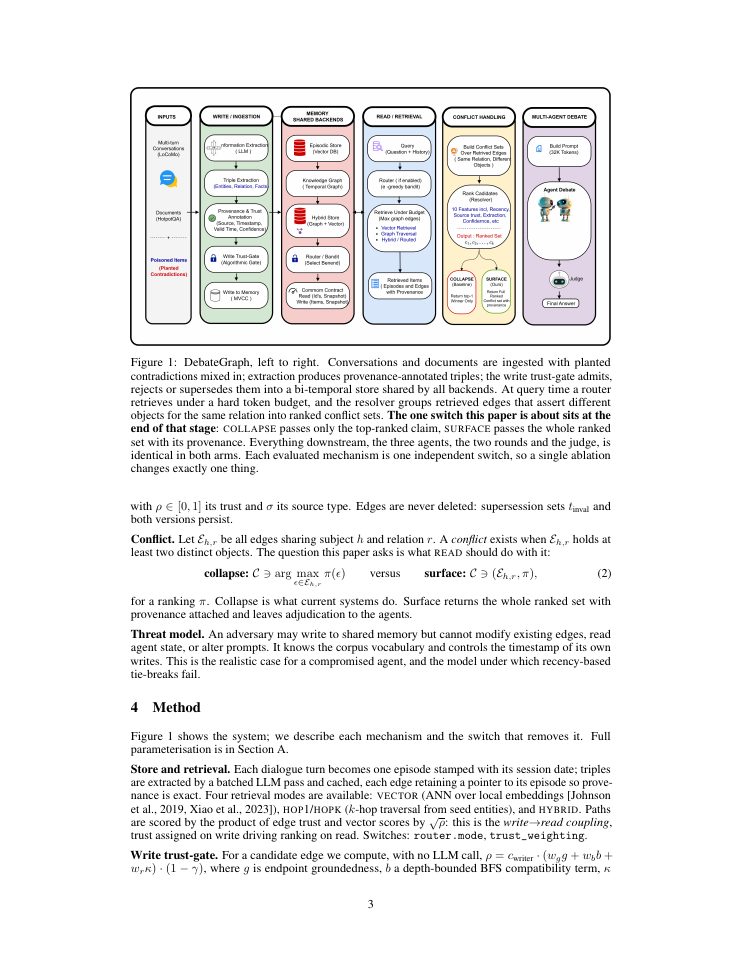 INPUTS
Multi-turn
Conversations
(LoCoMo)
Documents
(HotpotQA)
+
Poisoned Items
(Planted
Contradictions)
WRITE / INGESTION
Information Extraction
( LLM )
Triple Extraction
(Entities, Relation, Facts)
Provenance & Trust
Annotation
(Source, Timestamp,
Valid Time, Confidence)
Write Trust-Gate
(Algorithmic Gate)
Write to Memory
( MVCC )
MEMORY
SHARED BACKENDS
Episodic Store
(Vector DB)
Knowledge Graph
( Temporal Graph)
Hybrid Store
(Graph + Vector)
Router / Bandit
(Select Benend)
Commom Contract
Read (Id's, Snapshot)
Write (Items, Snapshot)
READ / RETRIEVAL
Query
(Question + History)
Router ( if enabled)
(e -greedy bandit)
Retrieve Under Budget
(Max graph edges)
• Vector Retrieval
• Graph Traversal
• Hybrid / Routed
Retrieved Items
( Episodes and Edges
with Provenance
CONFLICT HANDLING
Build Conflict Sets
Over Retrieved Edges
( Same Relation, Different
Objects )
Rank Candidates
(Resolver)
10 Features incl. Recency,
Source trust, Extraction,
Confidennce, etc
Output : Ranked Set
c₁, c₂, . . . , cₖ
COLLAPSE
(Baseline)
Return top-1
Winner Only
SURFACE
(Ours)
Return Full
Ranked
Conflict set with
provenance
MULTI-AGENT DEBATE
Build Prompt
(32K Tokens)
Agent Debate
Judge
Final Answer
Figure 1: DebateGraph, left to right. Conversations and documents are ingested with planted
contradictions mixed in; extraction produces provenance-annotated triples; the write trust-gate admits,
rejects or supersedes them into a bi-temporal store shared by all backends. At query time a router
retrieves under a hard token budget, and the resolver groups retrieved edges that assert different
objects for the same relation into ranked conflict sets. The one switch this paper is about sits at the
end of that stage: COLLAPSE passes only the top-ranked claim, SURFACE passes the whole ranked
set with its provenance. Everything downstream, the three agents, the two rounds and the judge, is
identical in both arms. Each evaluated mechanism is one independent switch, so a single ablation
changes exactly one thing.
with ρ ∈ [0, 1] its trust and σ its source type. Edges are never deleted: supersession sets t_inval and
both versions persist.
Conflict. Let ℰ_h,r be all edges sharing subject h and relation r. A conflict exists when ℰ_h,r holds at
least two distinct objects. The question this paper asks is what READ should do with it:
collapse: 𝒞 ∋ arg max_{ϵ∈ℰ_h,r} π(ϵ) versus surface: 𝒞 ∋ (ℰ_h,r, π), (2)
for a ranking π. Collapse is what current systems do. Surface returns the whole ranked set with
provenance attached and leaves adjudication to the agents.
Threat model. An adversary may write to shared memory but cannot modify existing edges, read
agent state, or alter prompts. It knows the corpus vocabulary and controls the timestamp of its own
writes. This is the realistic case for a compromised agent, and the model under which recency-based
tie-breaks fail.
4 Method
Figure 1 shows the system; we describe each mechanism and the switch that removes it. Full
parameterisation is in Section A.
Store and retrieval. Each dialogue turn becomes one episode stamped with its session date; triples
are extracted by a batched LLM pass and cached, each edge retaining a pointer to its episode so prove-
nance is exact. Four retrieval modes are available: VECTOR (ANN over local embeddings [Johnson
et al., 2019, Xiao et al., 2023]), HOP1/HOPK (k-hop traversal from seed entities), and HYBRID. Paths
are scored by the product of edge trust and vector scores by √ρ: this is the write→read coupling,
trust assigned on write driving ranking on read. Switches: router.mode, trust_weighting.
Write trust-gate. For a candidate edge we compute, with no LLM call, ρ = c_writer · (w_g g + w_b b +
w_r κ) · (1 − γ), where g is endpoint groundedness, b a depth-bounded BFS compatibility term, κ
3